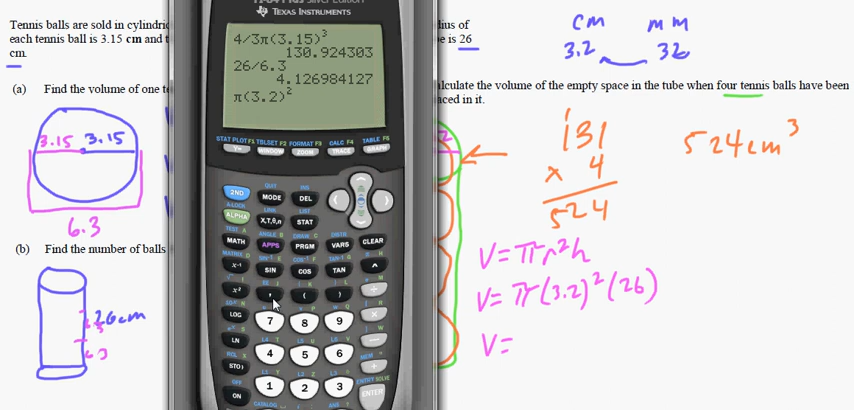 Tennis balls are sold in cylindric
each tennis ball is 3.15 cm and t
cm.
(a) Find the volume of one te
3.15 3.15
6.3
(b) Find the number of balls
26cm
6.3
TEXAS INSTRUMENTS
4/3π(3.15)³
130.924303
26/6.3
4.126984127
π(3.2)²
STAT PLOT F1 TBLSET F2 FORMAT F3 CALC F4 TABLE F5
Y= WINDOW ZOOM TRACE GRAPH
2ND MODE DEL
ALPHA X,T,θ,n STAT
MATH APPS PRGM VARS CLEAR
x⁻¹ SIN COS TAN ^
x² , ( ) ÷
LOG 7 8 9 ×
LN 4 5 6 −
STO› 1 2 3 +
ON ENTER
dius of
e is 26
cm mm
3.2 32
lculate the volume of the empty space in the tube when four tennis balls have been
aced in it.
131
x 4
524
524cm³
V=πr²h
V=π(3.2)²(26)
V=